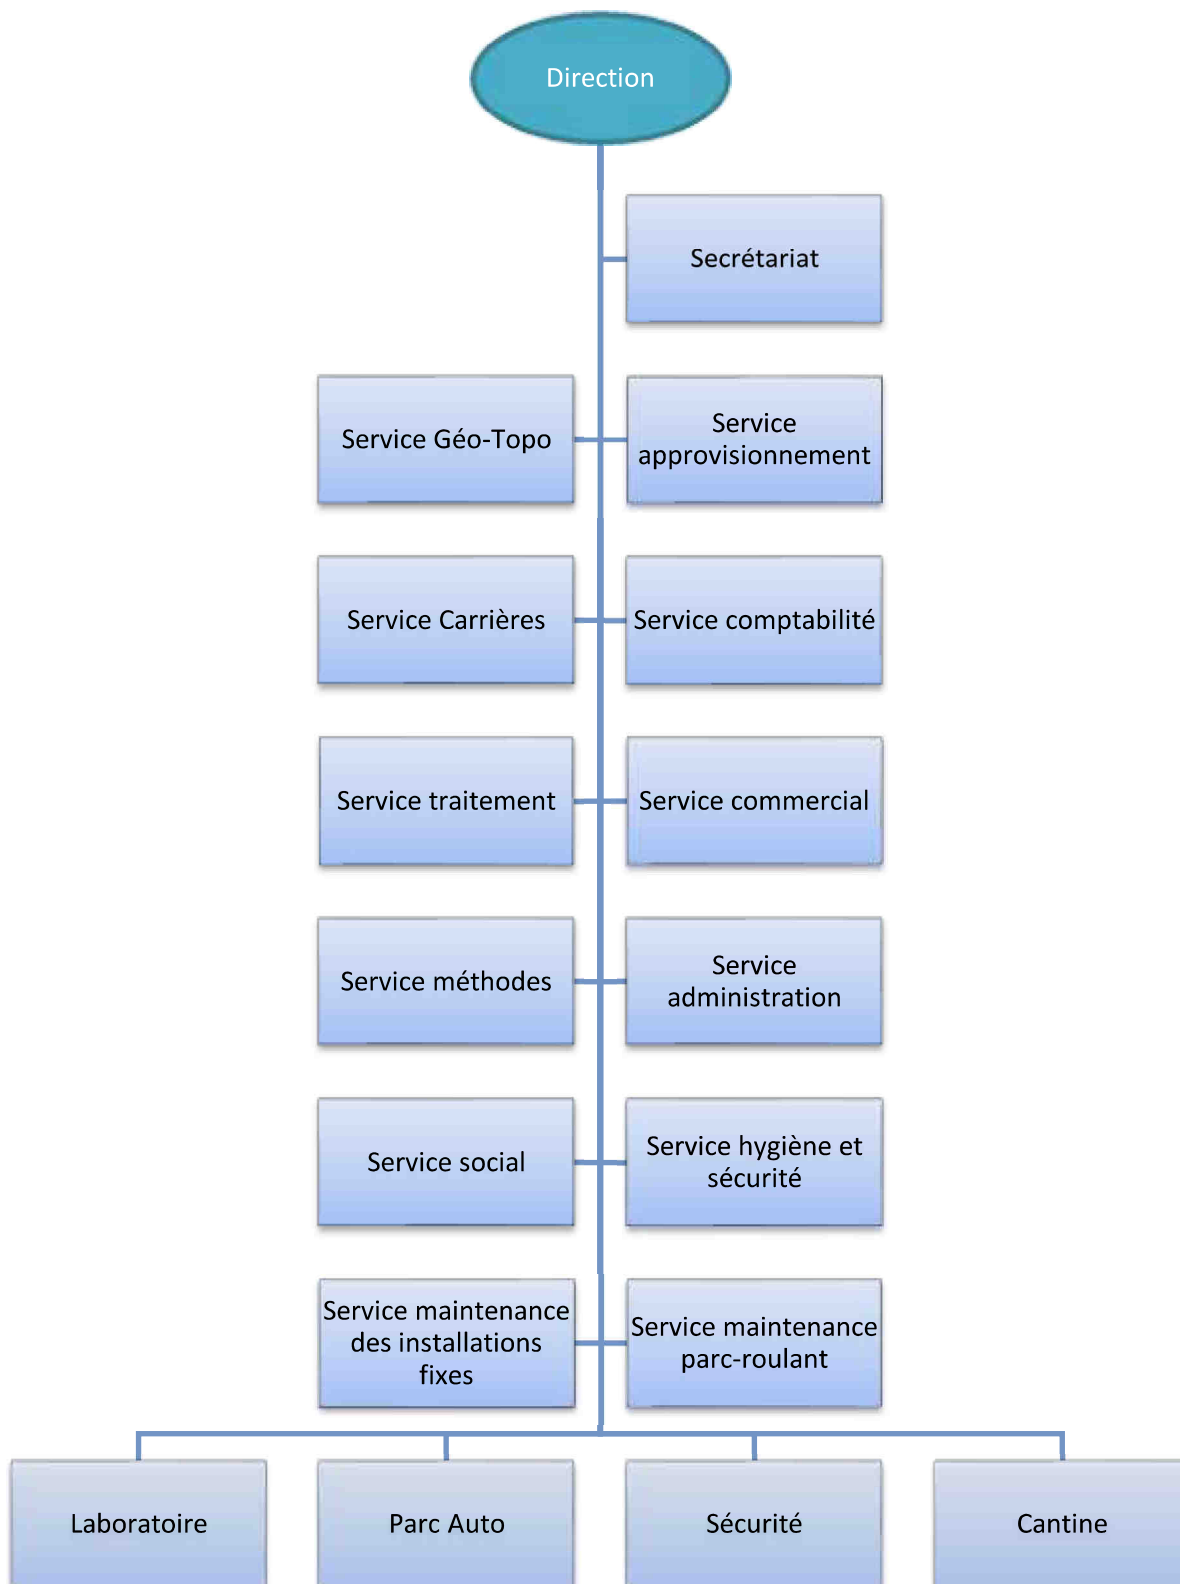 Direction
Secrétariat
Service Géo-Topo
Service
approvisionnement
Service Carrières
Service comptabilité
Service traitement
Service commercial
Service méthodes
Service
administration
Service social
Service hygiène et
sécurité
Service maintenance
des installations
fixes
Service maintenance
parc-roulant
Laboratoire
Parc Auto
Sécurité
Cantine